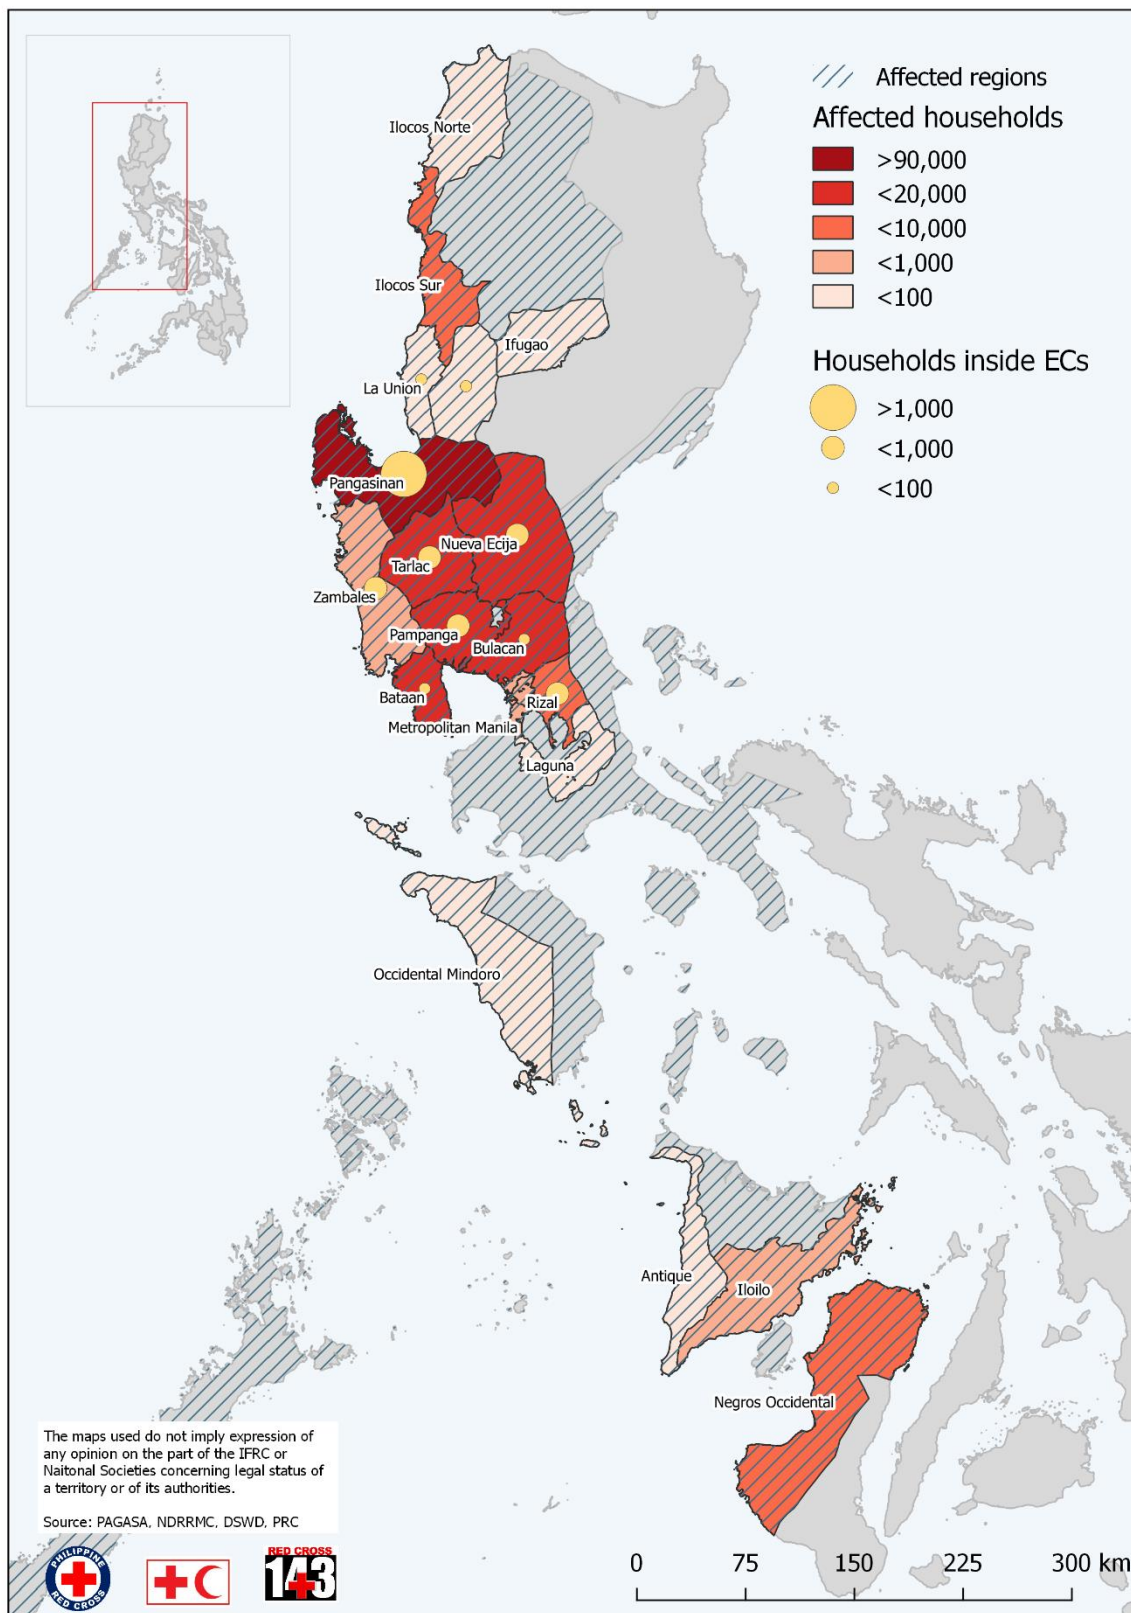 Affected regions
Affected households
>90,000
<20,000
<10,000
<1,000
<100
Households inside ECs
>1,000
<1,000
<100
Ilocos Norte
Ilocos Sur
Ifugao
La Union
Pangasinan
Nueva Ecija
Tarlac
Zambales
Pampanga
Bulacan
Bataan
Rizal
Metropolitan Manila
Laguna
Occidental Mindoro
Antique
Iloilo
Negros Occidental
The maps used do not imply expression of
any opinion on the part of the IFRC or
Naitonal Societies concerning legal status of
a territory or of its authorities.
Source: PAGASA, NDRRMC, DSWD, PRC
PHILIPPINE
RED CROSS
RED CROSS
143
0 75 150 225 300 km